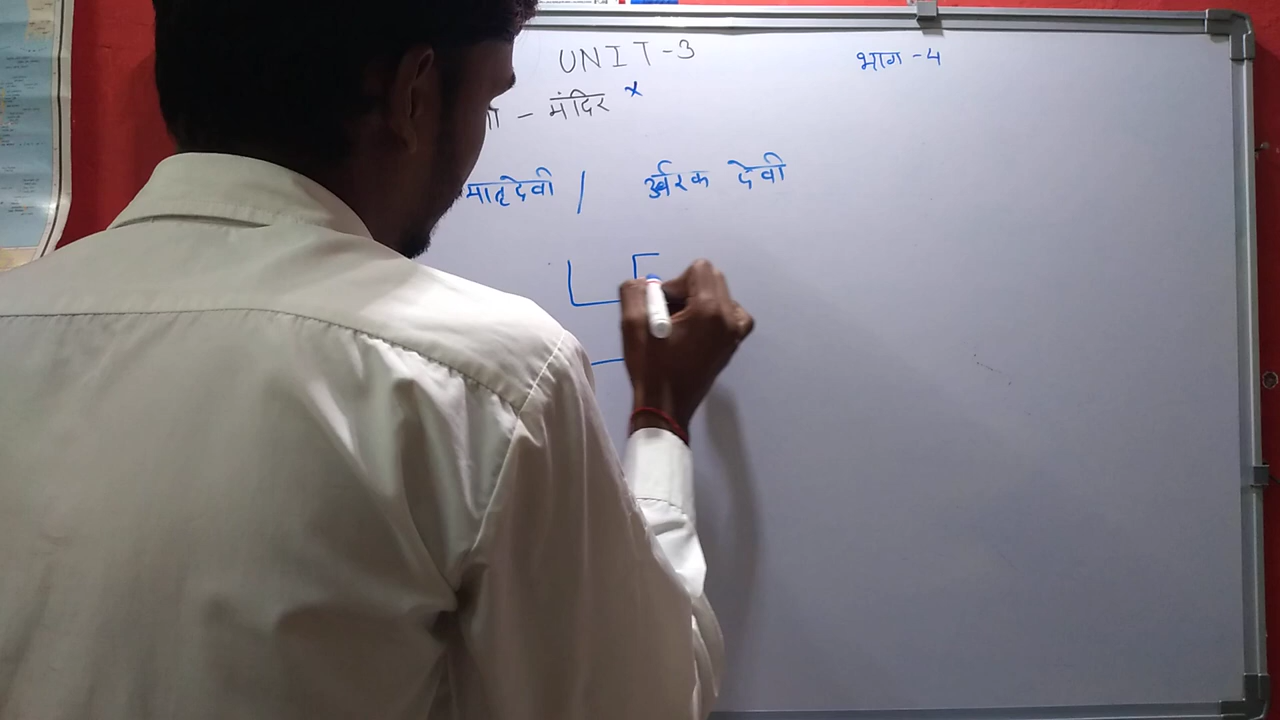 UNIT-3
भाग -4
- मंदिर x
मातृदेवी / उर्वरक देवी